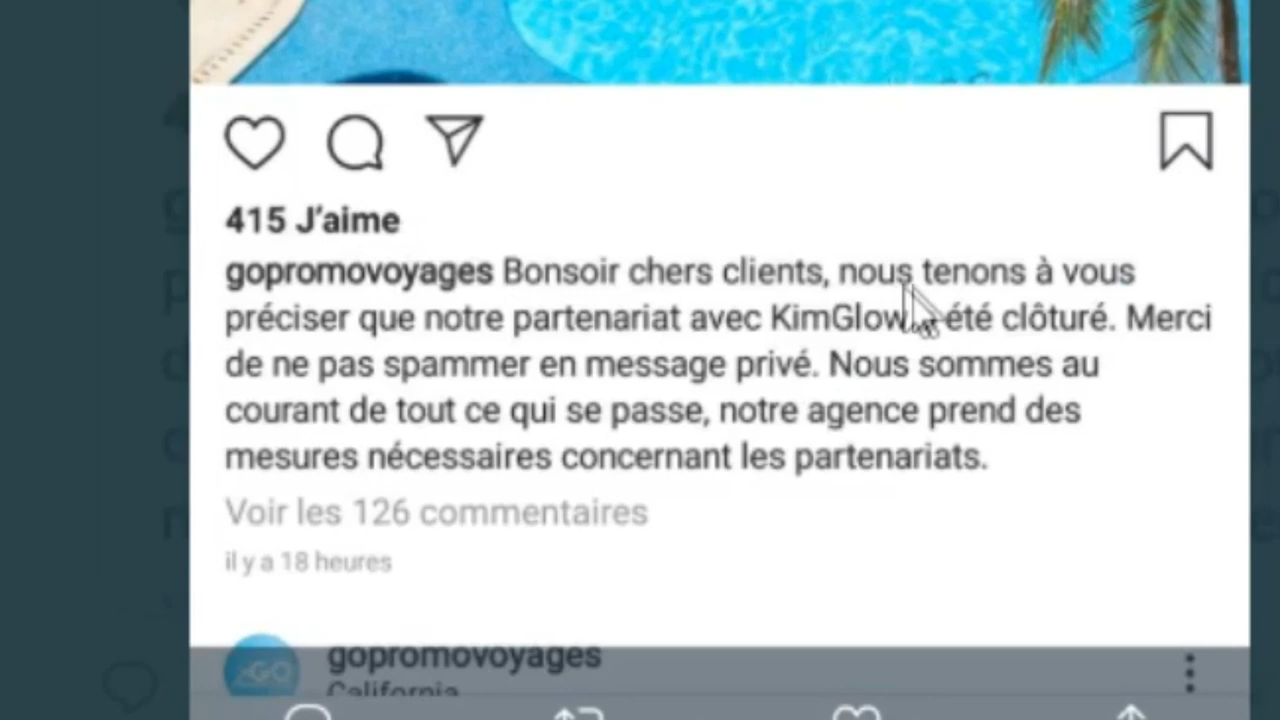 415 J'aime
gopromovoyages Bonsoir chers clients, nous tenons à vous
préciser que notre partenariat avec KimGlow a été clôturé. Merci
de ne pas spammer en message privé. Nous sommes au
courant de tout ce qui se passe, notre agence prend des
mesures nécessaires concernant les partenariats.
Voir les 126 commentaires
il y a 18 heures
gopromovoyages
GO
California